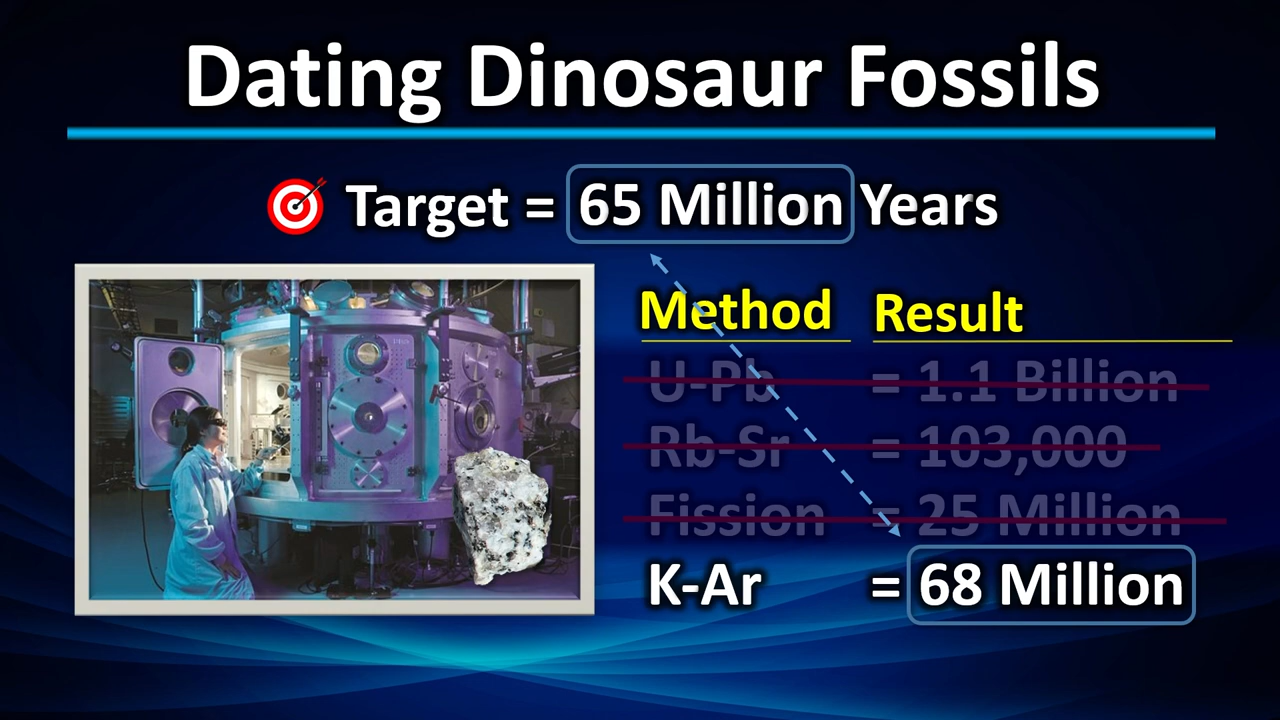 Dating Dinosaur Fossils
Target = 65 Million Years
Method Result
U-Pb = 1.1 Billion
Rb-Sr = 103,000
Fission = 25 Million
K-Ar = 68 Million